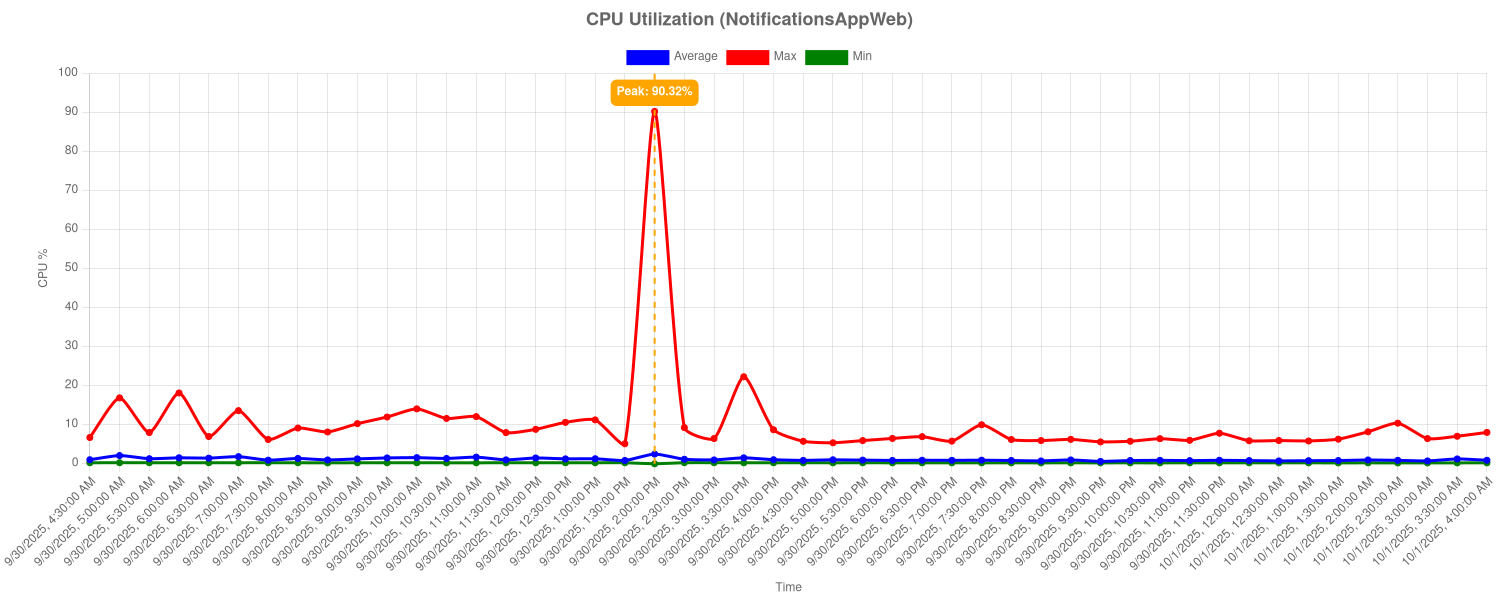 CPU Utilization (NotificationsAppWeb)
Average Max Min
Peak: 90.32%
CPU %
100
90
80
70
60
50
40
30
20
10
0
9/30/2025, 4:30:00 AM
9/30/2025, 5:00:00 AM
9/30/2025, 5:30:00 AM
9/30/2025, 6:00:00 AM
9/30/2025, 6:30:00 AM
9/30/2025, 7:00:00 AM
9/30/2025, 7:30:00 AM
9/30/2025, 8:00:00 AM
9/30/2025, 8:30:00 AM
9/30/2025, 9:00:00 AM
9/30/2025, 9:30:00 AM
9/30/2025, 10:00:00 AM
9/30/2025, 10:30:00 AM
9/30/2025, 11:00:00 AM
9/30/2025, 11:30:00 AM
9/30/2025, 12:00:00 PM
9/30/2025, 12:30:00 PM
9/30/2025, 1:00:00 PM
9/30/2025, 1:30:00 PM
9/30/2025, 2:00:00 PM
9/30/2025, 2:30:00 PM
9/30/2025, 3:00:00 PM
9/30/2025, 3:30:00 PM
9/30/2025, 4:00:00 PM
9/30/2025, 4:30:00 PM
9/30/2025, 5:00:00 PM
9/30/2025, 5:30:00 PM
9/30/2025, 6:00:00 PM
9/30/2025, 6:30:00 PM
9/30/2025, 7:00:00 PM
9/30/2025, 7:30:00 PM
9/30/2025, 8:00:00 PM
9/30/2025, 8:30:00 PM
9/30/2025, 9:00:00 PM
9/30/2025, 9:30:00 PM
9/30/2025, 10:00:00 PM
9/30/2025, 10:30:00 PM
9/30/2025, 11:00:00 PM
9/30/2025, 11:30:00 PM
10/1/2025, 12:00:00 AM
10/1/2025, 12:30:00 AM
10/1/2025, 1:00:00 AM
10/1/2025, 1:30:00 AM
10/1/2025, 2:00:00 AM
10/1/2025, 2:30:00 AM
10/1/2025, 3:00:00 AM
10/1/2025, 3:30:00 AM
10/1/2025, 4:00:00 AM
Time